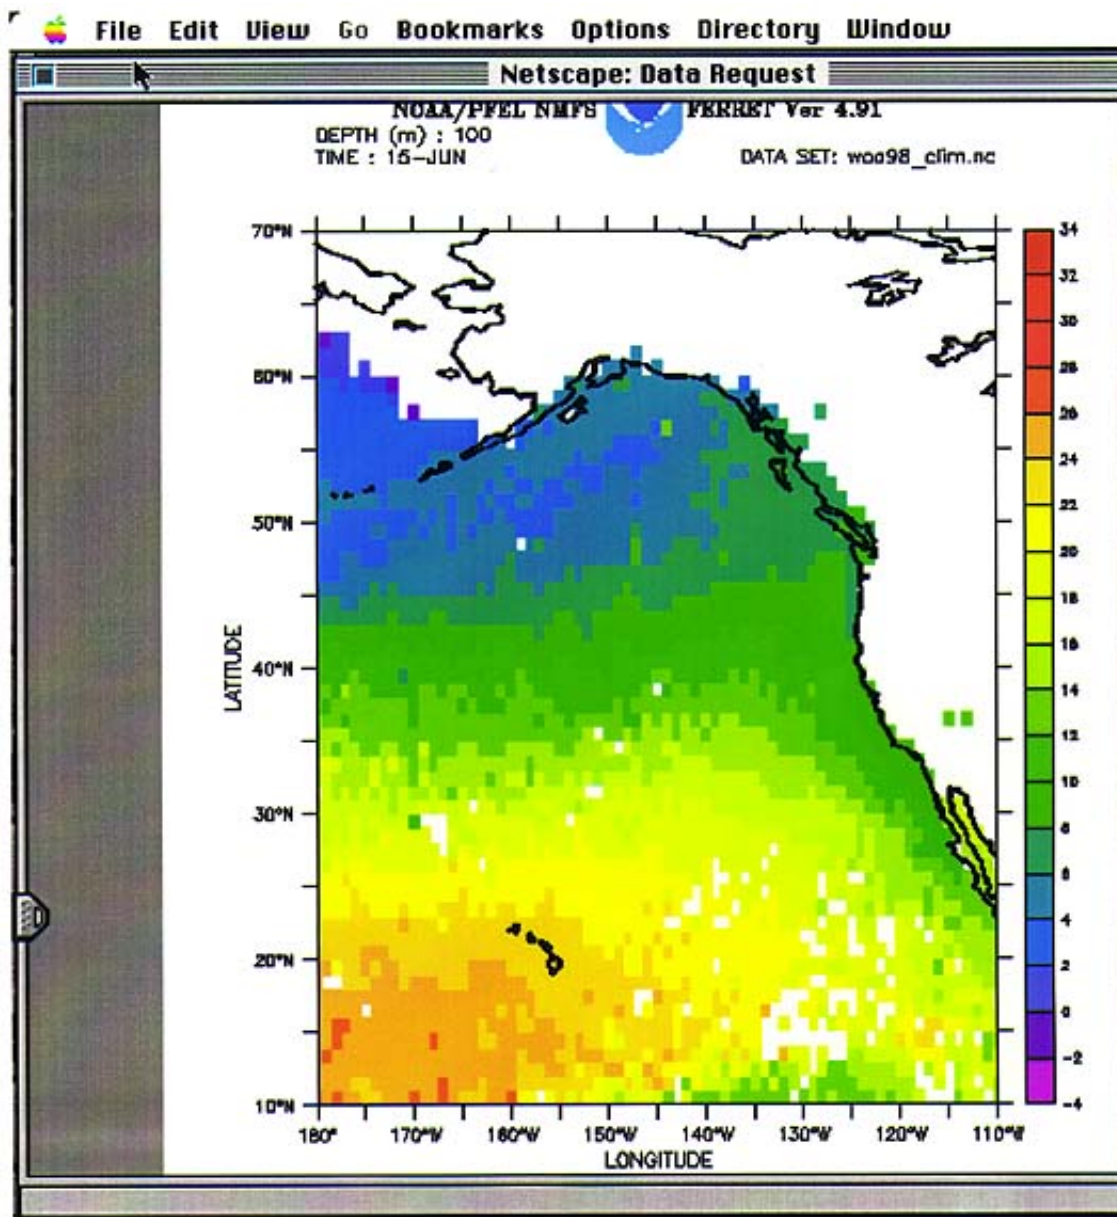 File Edit View Go Bookmarks Options Directory Window
Netscape: Data Request
NOAA/PFEL NMFS FERRET Ver 4.91
DEPTH (m) : 100
TIME : 15-JUN DATA SET: woa98_clim.nc
70°N
60°N
50°N
40°N
30°N
20°N
10°N
LATITUDE
180° 170°W 160°W 150°W 140°W 130°W 120°W 110°W
LONGITUDE
34
32
30
28
26
24
22
20
18
16
14
12
10
8
6
4
2
0
-2
-4